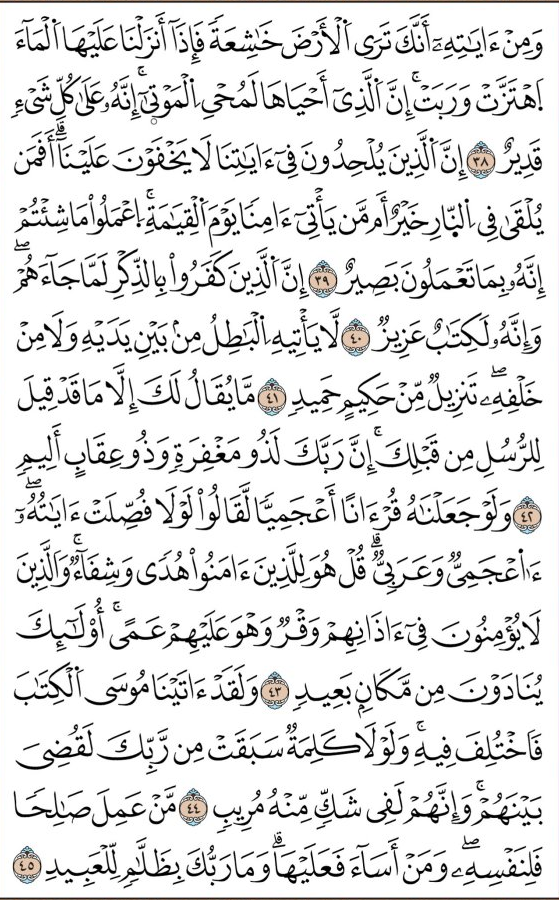 وَمِنْ ءَايَـٰتِهِۦٓ أَنَّكَ تَرَى ٱلْأَرْضَ خَـٰشِعَةً فَإِذَآ أَنزَلْنَا عَلَيْهَا ٱلْمَآءَ
ٱهْتَزَّتْ وَرَبَتْ ۚ إِنَّ ٱلَّذِىٓ أَحْيَاهَا لَمُحْىِ ٱلْمَوْتَىٰٓ ۚ إِنَّهُۥ عَلَىٰ كُلِّ شَىْءٍ
قَدِيرٌ ٣٨ إِنَّ ٱلَّذِينَ يُلْحِدُونَ فِىٓ ءَايَـٰتِنَا لَا يَخْفَوْنَ عَلَيْنَآ ۗ أَفَمَن
يُلْقَىٰ فِى ٱلنَّارِ خَيْرٌ أَم مَّن يَأْتِىٓ ءَامِنًا يَوْمَ ٱلْقِيَـٰمَةِ ۚ ٱعْمَلُوا۟ مَا شِئْتُمْ
إِنَّهُۥ بِمَا تَعْمَلُونَ بَصِيرٌ ٣٩ إِنَّ ٱلَّذِينَ كَفَرُوا۟ بِٱلذِّكْرِ لَمَّا جَآءَهُمْ ۖ
وَإِنَّهُۥ لَكِتَـٰبٌ عَزِيزٌ ٤٠ لَّا يَأْتِيهِ ٱلْبَـٰطِلُ مِنۢ بَيْنِ يَدَيْهِ وَلَا مِنْ
خَلْفِهِۦ ۖ تَنزِيلٌ مِّنْ حَكِيمٍ حَمِيدٍ ٤١ مَّا يُقَالُ لَكَ إِلَّا مَا قَدْ قِيلَ
لِلرُّسُلِ مِن قَبْلِكَ ۚ إِنَّ رَبَّكَ لَذُو مَغْفِرَةٍ وَذُو عِقَابٍ أَلِيمٍ
٤٢ وَلَوْ جَعَلْنَـٰهُ قُرْءَانًا أَعْجَمِيًّا لَّقَالُوا۟ لَوْلَا فُصِّلَتْ ءَايَـٰتُهُۥٓ ۖ
ءَا۬عْجَمِىٌّ وَعَرَبِىٌّ ۗ قُلْ هُوَ لِلَّذِينَ ءَامَنُوا۟ هُدًى وَشِفَآءٌ ۚ وَٱلَّذِينَ
لَا يُؤْمِنُونَ فِىٓ ءَاذَانِهِمْ وَقْرٌ وَهُوَ عَلَيْهِمْ عَمًى ۚ أُو۟لَـٰٓئِكَ
يُنَادَوْنَ مِن مَّكَانٍۭ بَعِيدٍ ٤٣ وَلَقَدْ ءَاتَيْنَا مُوسَى ٱلْكِتَـٰبَ
فَٱخْتُلِفَ فِيهِ ۚ وَلَوْلَا كَلِمَةٌ سَبَقَتْ مِن رَّبِّكَ لَقُضِىَ
بَيْنَهُمْ ۚ وَإِنَّهُمْ لَفِى شَكٍّ مِّنْهُ مُرِيبٍ ٤٤ مَّنْ عَمِلَ صَـٰلِحًا
فَلِنَفْسِهِۦ ۖ وَمَنْ أَسَآءَ فَعَلَيْهَا ۗ وَمَا رَبُّكَ بِظَلَّـٰمٍ لِّلْعَبِيدِ ٤٥